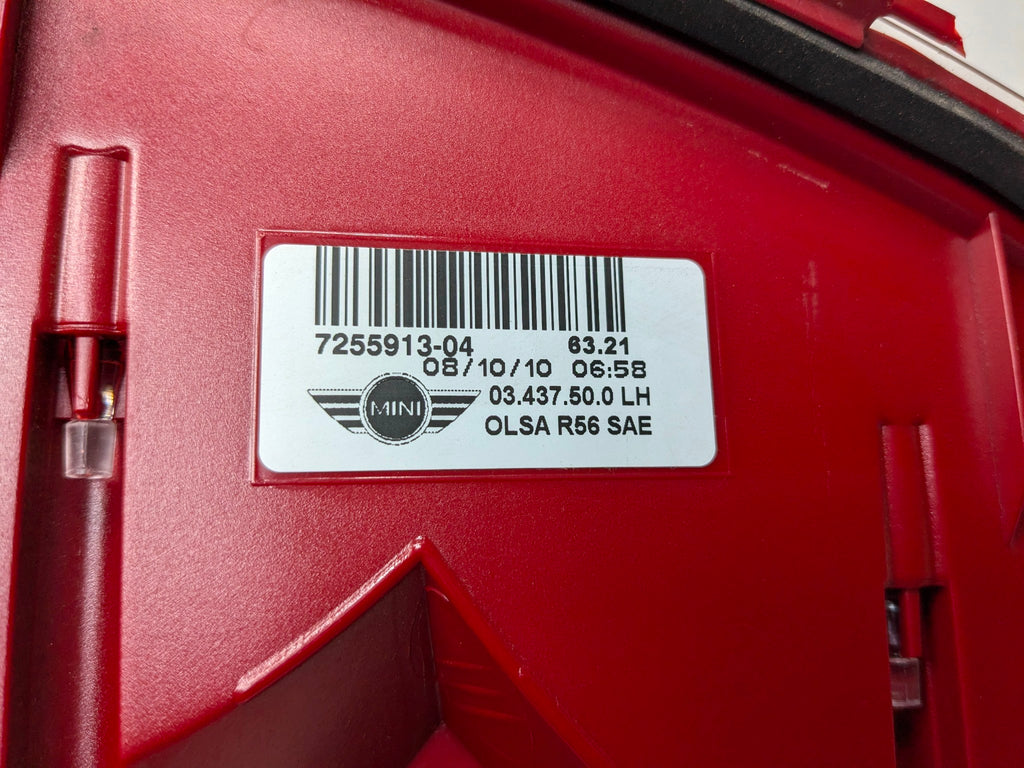 7255913-04 63.21
08/10/10 06:58
MINI
03.437.50.0 LH
OLSA R56 SAE